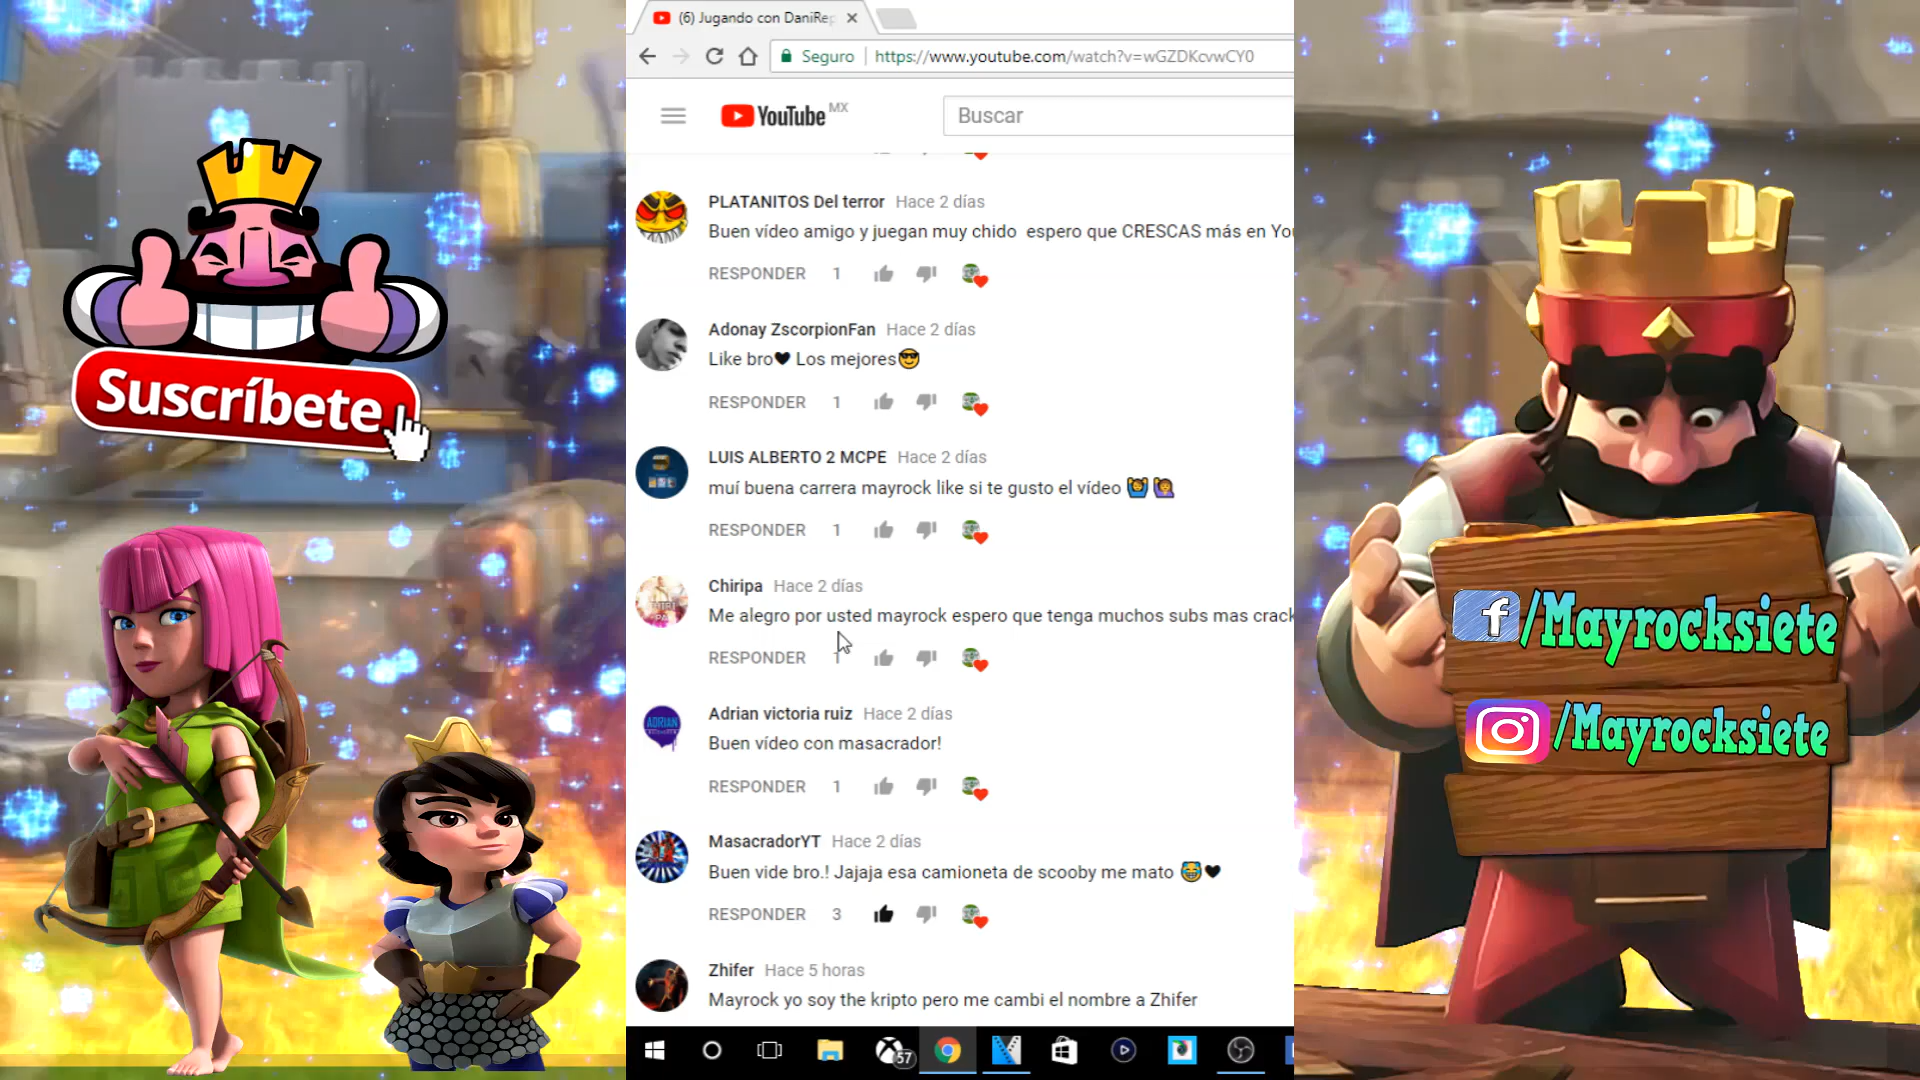 (6) Jugando con DaniRep
Seguro
https://www.youtube.com/watch?v=wGZDKcvwCY0
YouTube MX
Buscar
PLATANITOS Del terror Hace 2 días
Buen vídeo amigo y juegan muy chido espero que CRESCAS más en You
RESPONDER 1
Adonay ZscorpionFan Hace 2 días
Like bro🖤 Los mejores😎
RESPONDER 1
LUIS ALBERTO 2 MCPE Hace 2 días
muí buena carrera mayrock like si te gusto el vídeo 🙆🙋
RESPONDER 1
Chiripa Hace 2 días
Me alegro por usted mayrock espero que tenga muchos subs mas crack
RESPONDER 1
Adrian victoria ruiz Hace 2 días
Buen vídeo con masacrador!
RESPONDER 1
MasacradorYT Hace 2 días
Buen vide bro.! Jajaja esa camioneta de scooby me mato 😹🖤
RESPONDER 3
Zhifer Hace 5 horas
Mayrock yo soy the kripto pero me cambi el nombre a Zhifer
57
Suscríbete
f/Mayrocksiete
/Mayrocksiete
ADRIAN